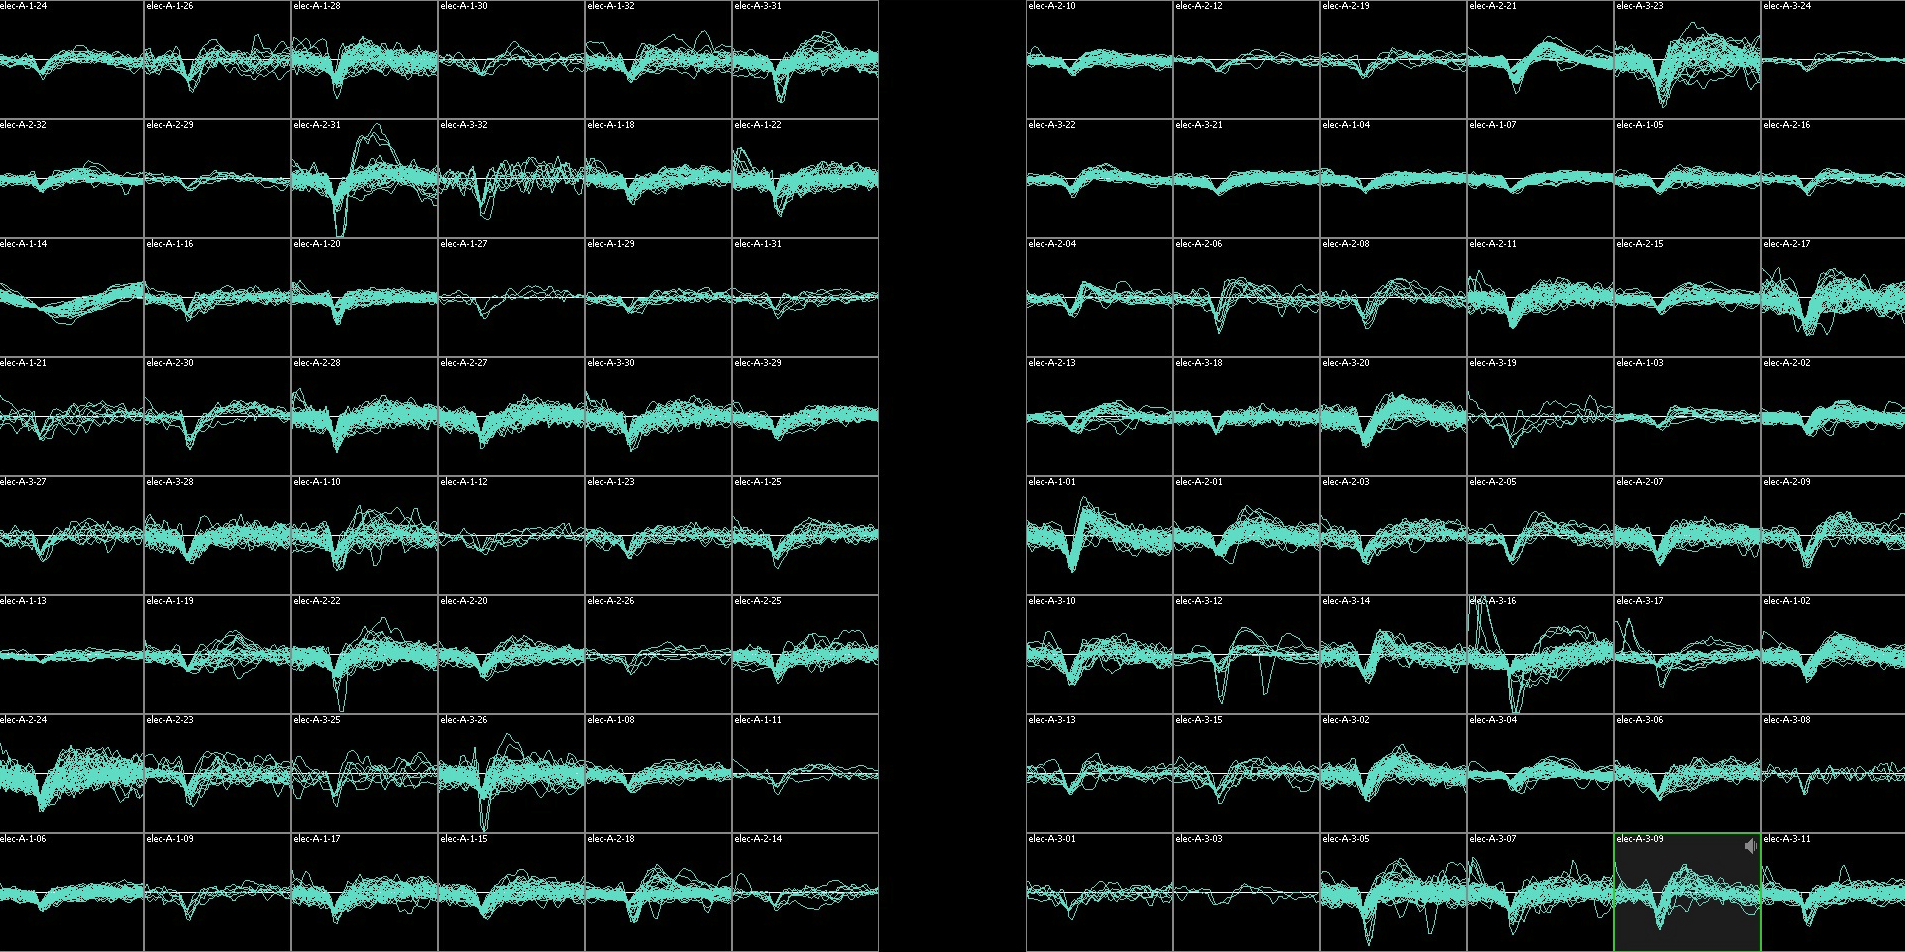 elec-A-1-24 elec-A-1-26 elec-A-1-28 elec-A-1-30 elec-A-1-32 elec-A-3-31 elec-A-2-10 elec-A-2-12 elec-A-2-19 elec-A-2-21 elec-A-3-23 elec-A-3-24
elec-A-2-32 elec-A-2-29 elec-A-2-31 elec-A-3-32 elec-A-1-18 elec-A-1-22 elec-A-3-22 elec-A-3-21 elec-A-1-04 elec-A-1-07 elec-A-1-05 elec-A-2-16
elec-A-1-14 elec-A-1-16 elec-A-1-20 elec-A-1-27 elec-A-1-29 elec-A-1-31 elec-A-2-04 elec-A-2-06 elec-A-2-08 elec-A-2-11 elec-A-2-15 elec-A-2-17
elec-A-1-21 elec-A-2-30 elec-A-2-28 elec-A-2-27 elec-A-3-30 elec-A-3-29 elec-A-2-13 elec-A-3-18 elec-A-3-20 elec-A-3-19 elec-A-1-03 elec-A-2-02
elec-A-3-27 elec-A-3-28 elec-A-1-10 elec-A-1-12 elec-A-1-23 elec-A-1-25 elec-A-1-01 elec-A-2-01 elec-A-2-03 elec-A-2-05 elec-A-2-07 elec-A-2-09
elec-A-1-13 elec-A-1-19 elec-A-2-22 elec-A-2-20 elec-A-2-26 elec-A-2-25 elec-A-3-10 elec-A-3-12 elec-A-3-14 elec-A-3-16 elec-A-3-17 elec-A-1-02
elec-A-2-24 elec-A-2-23 elec-A-3-25 elec-A-3-26 elec-A-1-08 elec-A-1-11 elec-A-3-13 elec-A-3-15 elec-A-3-02 elec-A-3-04 elec-A-3-06 elec-A-3-08
elec-A-1-06 elec-A-1-09 elec-A-1-17 elec-A-1-15 elec-A-2-18 elec-A-2-14 elec-A-3-01 elec-A-3-03 elec-A-3-05 elec-A-3-07 elec-A-3-09 elec-A-3-11